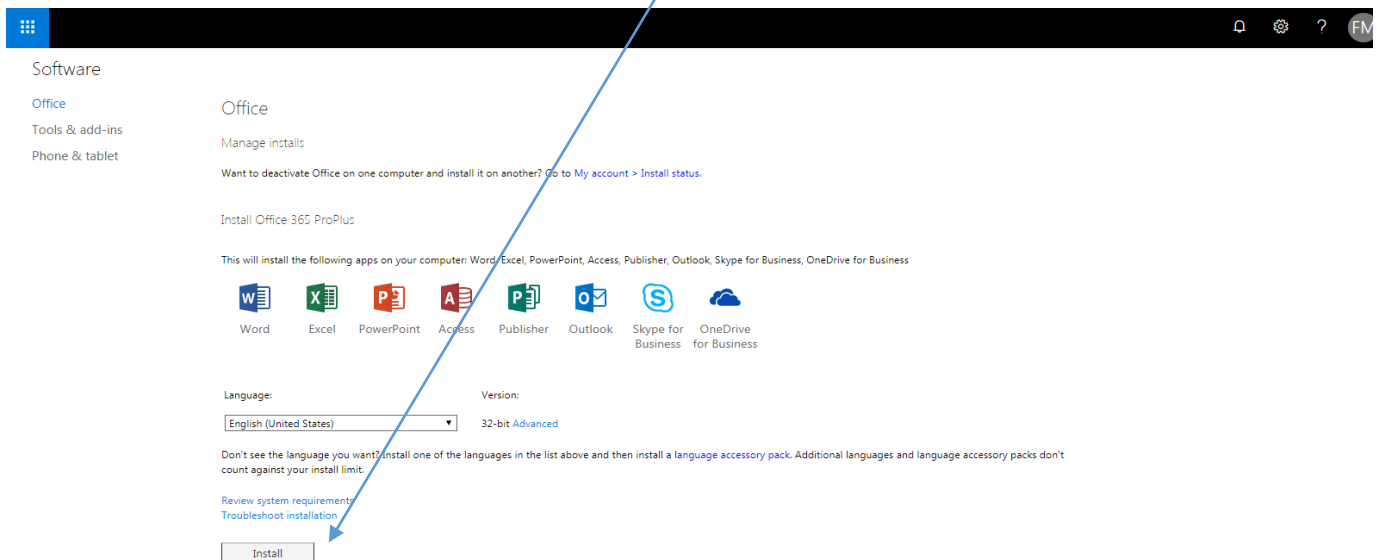 ? FM
Software
Office
Tools & add-ins
Phone & tablet
Office
Manage installs
Want to deactivate Office on one computer and install it on another? Go to My account > Install status.
Install Office 365 ProPlus
This will install the following apps on your computer: Word, Excel, PowerPoint, Access, Publisher, Outlook, Skype for Business, OneDrive for Business
W X P A P O S
Word Excel PowerPoint Access Publisher Outlook Skype for Business OneDrive for Business
Language: Version:
English (United States) 32-bit Advanced
Don't see the language you want? Install one of the languages in the list above and then install a language accessory pack. Additional languages and language accessory packs don't
count against your install limit.
Review system requirements
Troubleshoot installation
Install